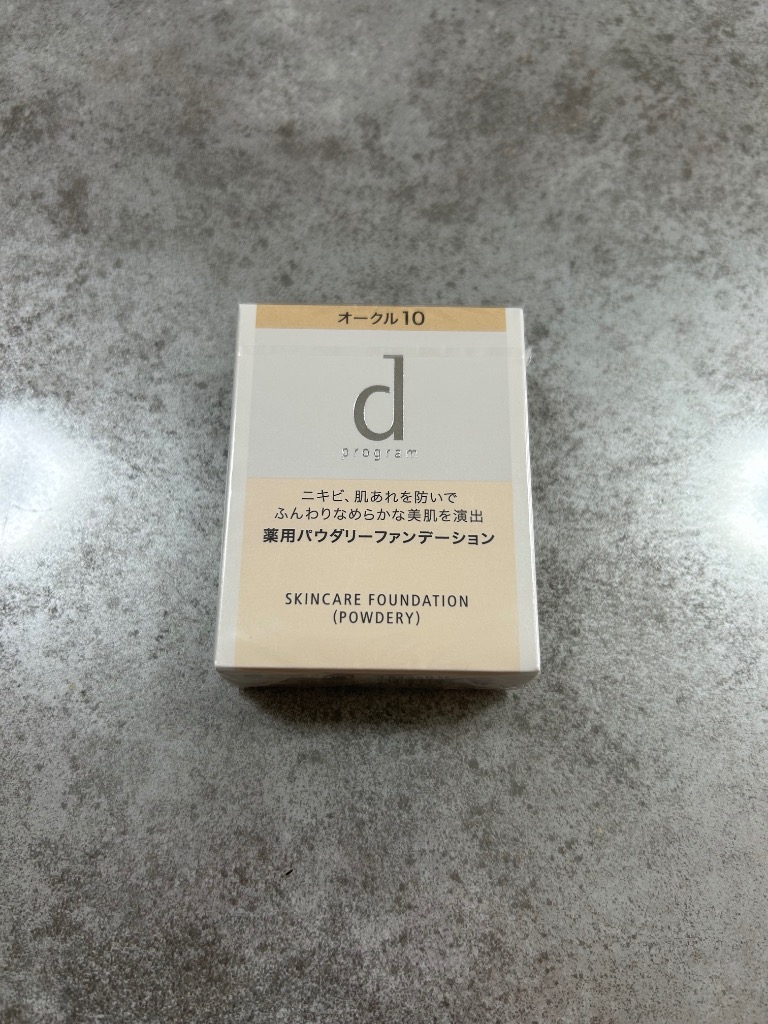 オークル10
d
program
ニキビ、肌あれを防いで
ふんわりなめらかな美肌を演出
薬用パウダリーファンデーション
SKINCARE FOUNDATION
(POWDERY)